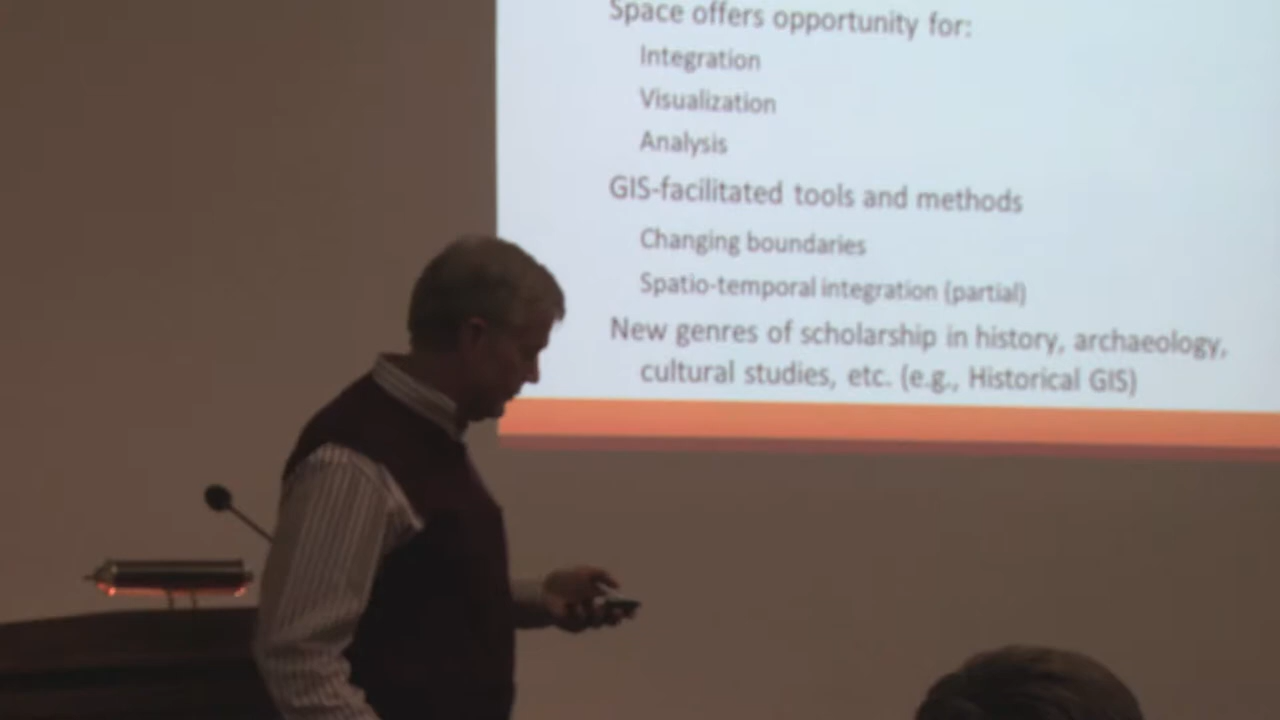 Space offers opportunity for:
Integration
Visualization
Analysis
GIS-facilitated tools and methods
Changing boundaries
Spatio-temporal integration (partial)
New genres of scholarship in history, archaeology,
cultural studies, etc. (e.g., Historical GIS)